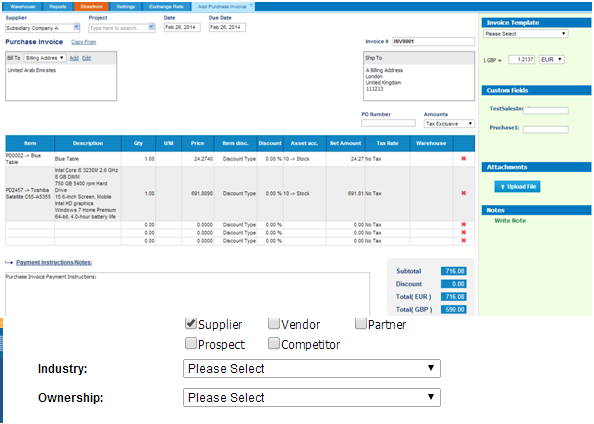 Warehouse Reports Storefront Settings Exchange Rate Add Purchase Invoice
Supplier Project Date Due Date
Subsidiary Company A Type here to search... Feb 26, 2014 Feb 26, 2014
Purchase Invoice Copy From Invoice # INV0001
Bill To Billing Addres Add Edit Ship To
United Arab Emirates
A Billing Address
London
United Kingdom
111213
PO Number Amounts
Tax Exclusive
Item Description Qty U/M Price Item disc. Discount Asset acc. Net Amount Tax Rate Warehouse
PD0002 -> Blue Table Blue Table 1.00 24.2740 Discount Type 0.00 % 10 -> Stock 24.27 No Tax
PD2457 -> Toshiba Satellite C55-A5355 1.00 691.8090 Discount Type 0.00 % 10 -> Stock 691.81 No Tax
Intel Core i5 3230M 2.6 GHz
8 GB DIMM
750 GB 5400 rpm Hard
Drive
15.6-Inch Screen, Mobile
Intel HD graphics
Windows 7 Home Premium
64-bit, 4.0-hour battery life
0.00 0.0000 Discount Type 0.00 % 0.00 No Tax
0.00 0.0000 Discount Type 0.00 % 0.00 No Tax
0.00 0.0000 Discount Type 0.00 % 0.00 No Tax
Payment Instructions/Notes:
Purchase Invoice Payment Instructions:
Subtotal 716.08
Discount 0.00
Total( EUR ) 716.08
Total( GBP ) 590.00
Invoice Template
Please Select
1 GBP = 1.2137 EUR
Custom Fields
Pruchase1:
Attachments
Upload File
Notes
Write Note
Supplier Vendor Partner
Prospect Competitor
Industry: Please Select
Ownership: Please Select